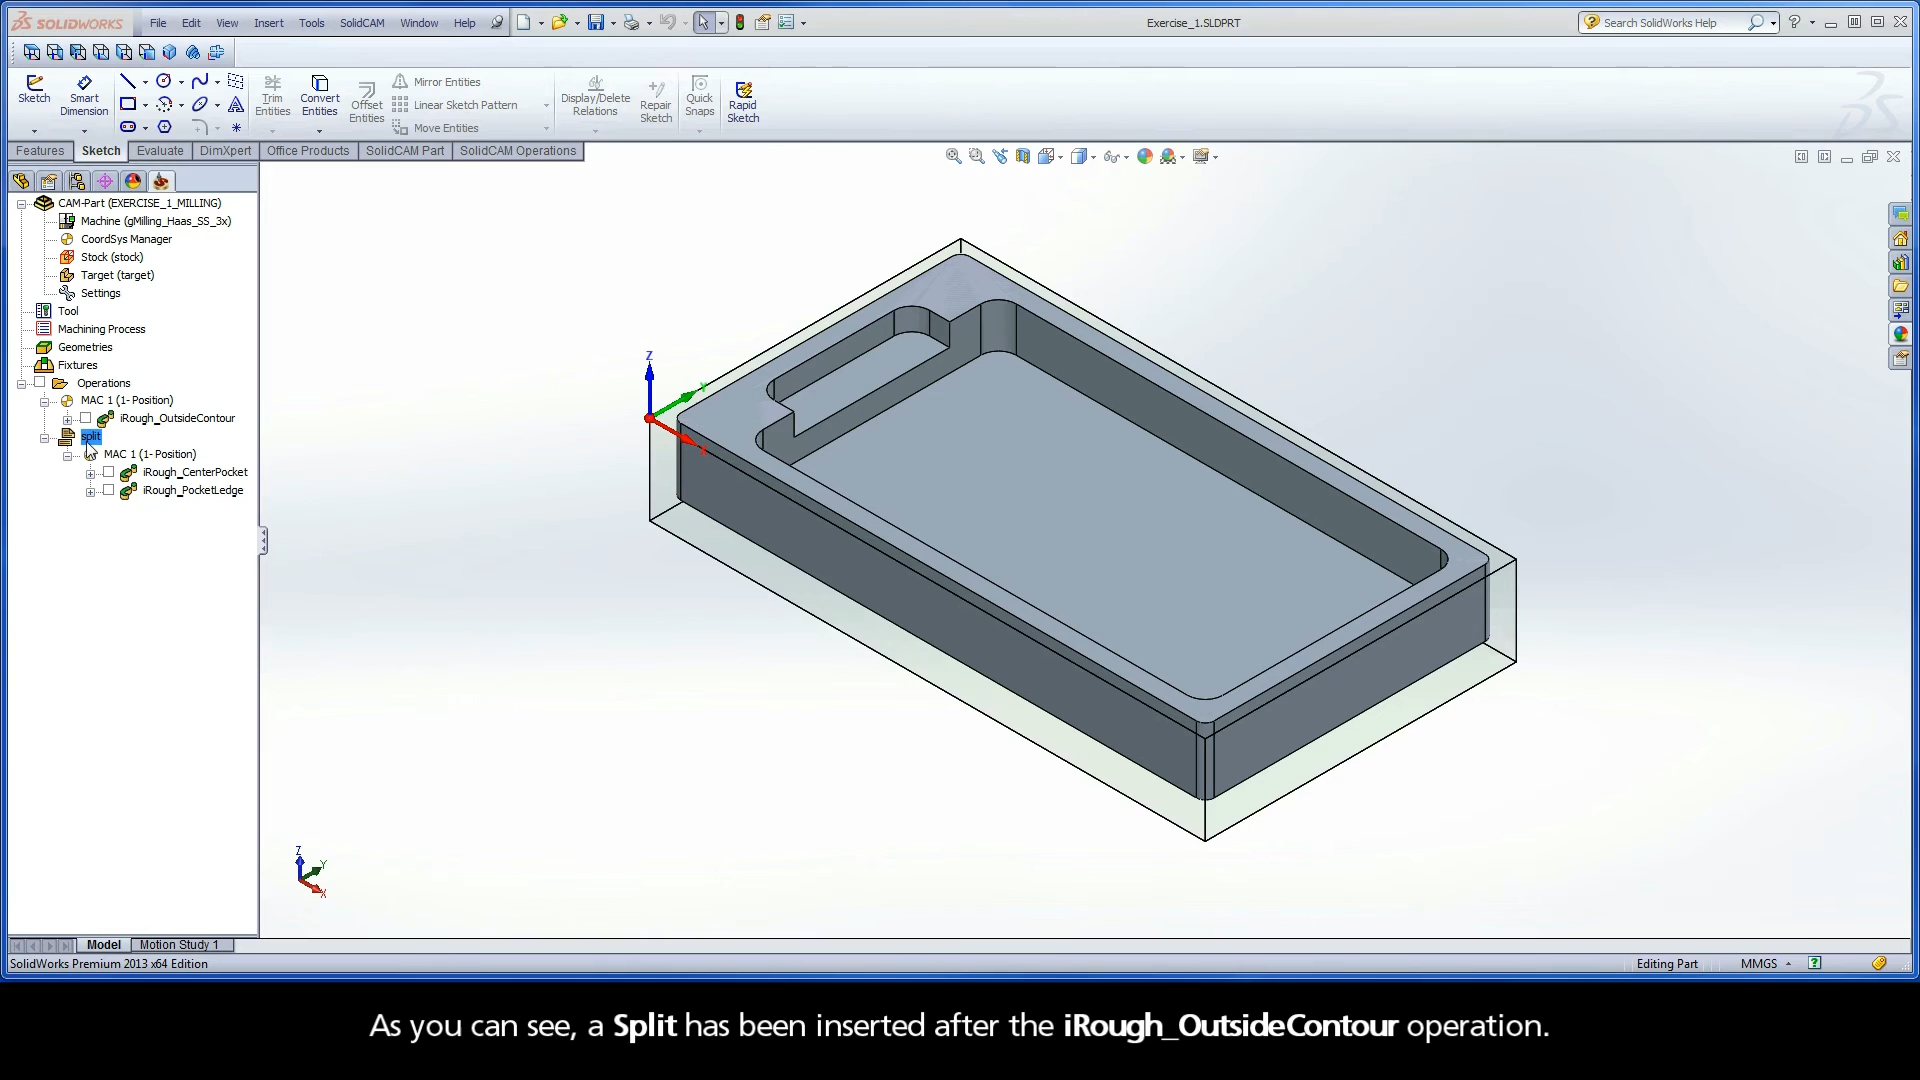 SOLIDWORKS File Edit View Insert Tools SolidCAM Window Help Exercise_1.SLDPRT Search SolidWorks Help
Sketch Smart Dimension Trim Entities Convert Entities Offset Entities Mirror Entities Linear Sketch Pattern Move Entities Display/Delete Relations Repair Sketch Quick Snaps Rapid Sketch
Features Sketch Evaluate DimXpert Office Products SolidCAM Part SolidCAM Operations
CAM-Part (EXERCISE_1_MILLING)
Machine (gMilling_Haas_SS_3x)
CoordSys Manager
Stock (stock)
Target (target)
Settings
Tool
Machining Process
Geometries
Fixtures
Operations
MAC 1 (1- Position)
iRough_OutsideContour
split
MAC 1 (1- Position)
iRough_CenterPocket
iRough_PocketLedge
Z
Y
X
Z
Y
X
Model Motion Study 1
SolidWorks Premium 2013 x64 Edition Editing Part MMGS
As you can see, a Split has been inserted after the iRough_OutsideContour operation.